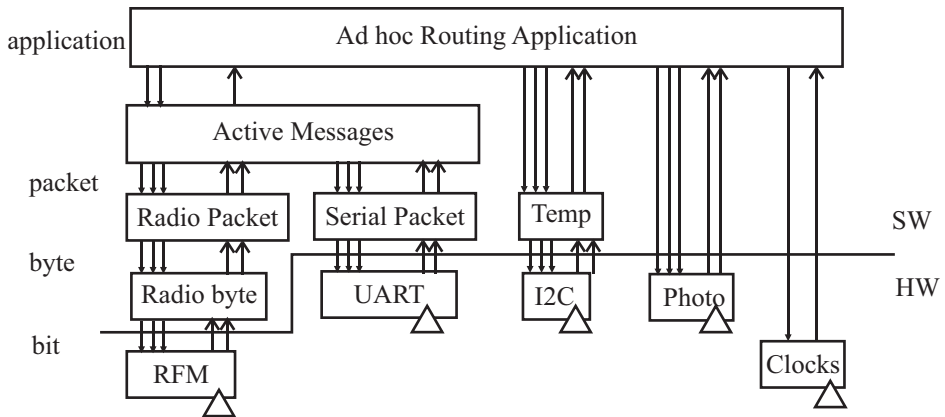 application
Ad hoc Routing Application
Active Messages
packet
Radio Packet
Serial Packet
Temp
SW
byte
Radio byte
UART
I2C
Photo
HW
bit
RFM
Clocks